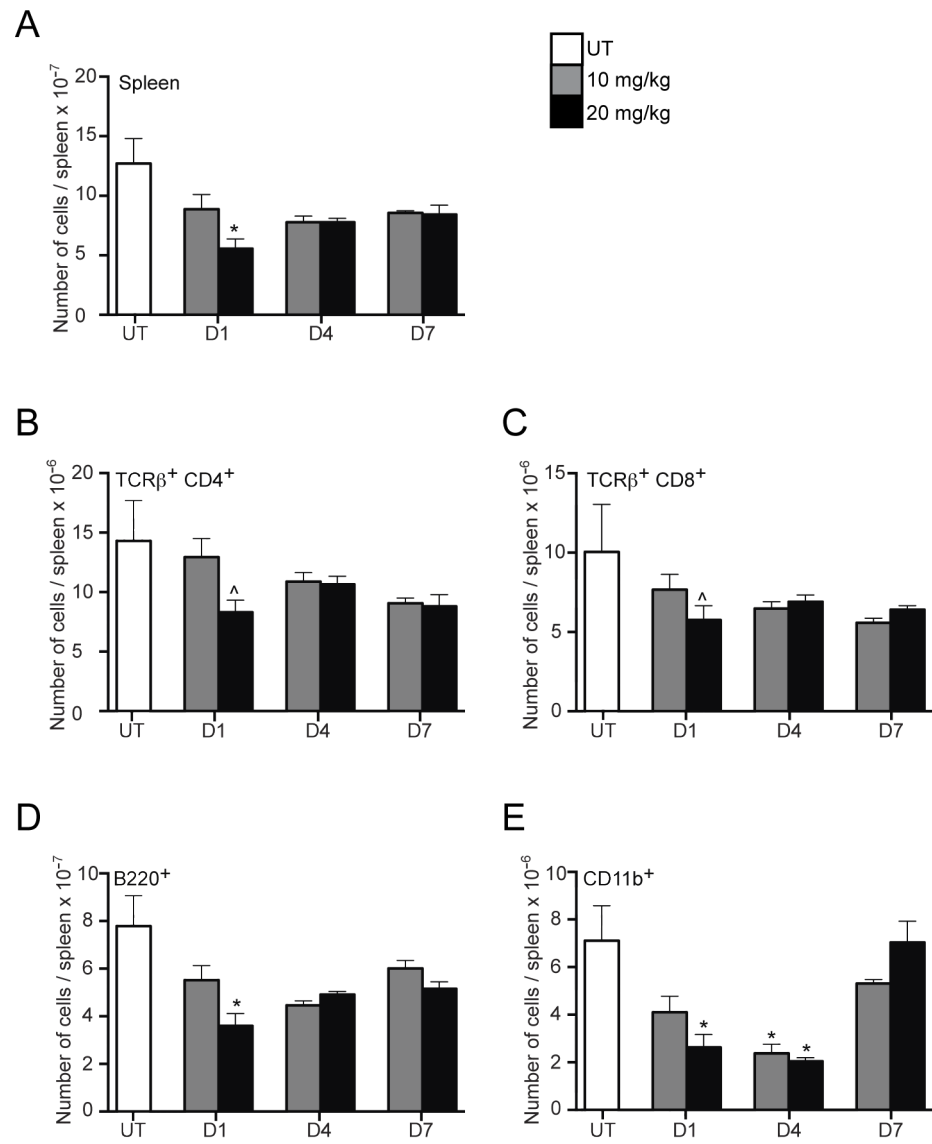 A
UT
10 mg/kg
20 mg/kg
Spleen
Number of cells / spleen x 10⁻⁷
20
15
10
5
0
*
UT D1 D4 D7
B
TCRβ⁺ CD4⁺
Number of cells / spleen x 10⁻⁶
20
15
10
5
0
^
UT D1 D4 D7
C
TCRβ⁺ CD8⁺
Number of cells / spleen x 10⁻⁶
15
10
5
0
^
UT D1 D4 D7
D
B220⁺
Number of cells / spleen x 10⁻⁷
10
8
6
4
2
0
*
UT D1 D4 D7
E
CD11b⁺
Number of cells / spleen x 10⁻⁶
10
8
6
4
2
0
* * *
UT D1 D4 D7